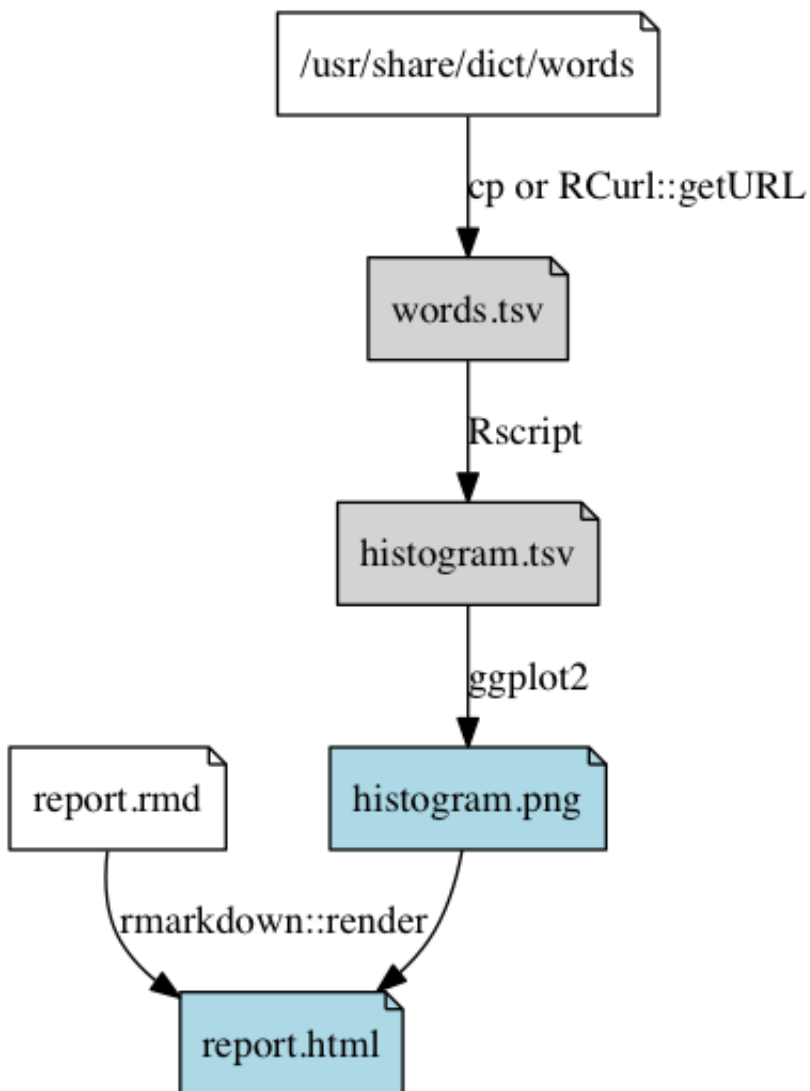 /usr/share/dict/words
cp or RCurl::getURL
words.tsv
Rscript
histogram.tsv
ggplot2
report.rmd
histogram.png
rmarkdown::render
report.html